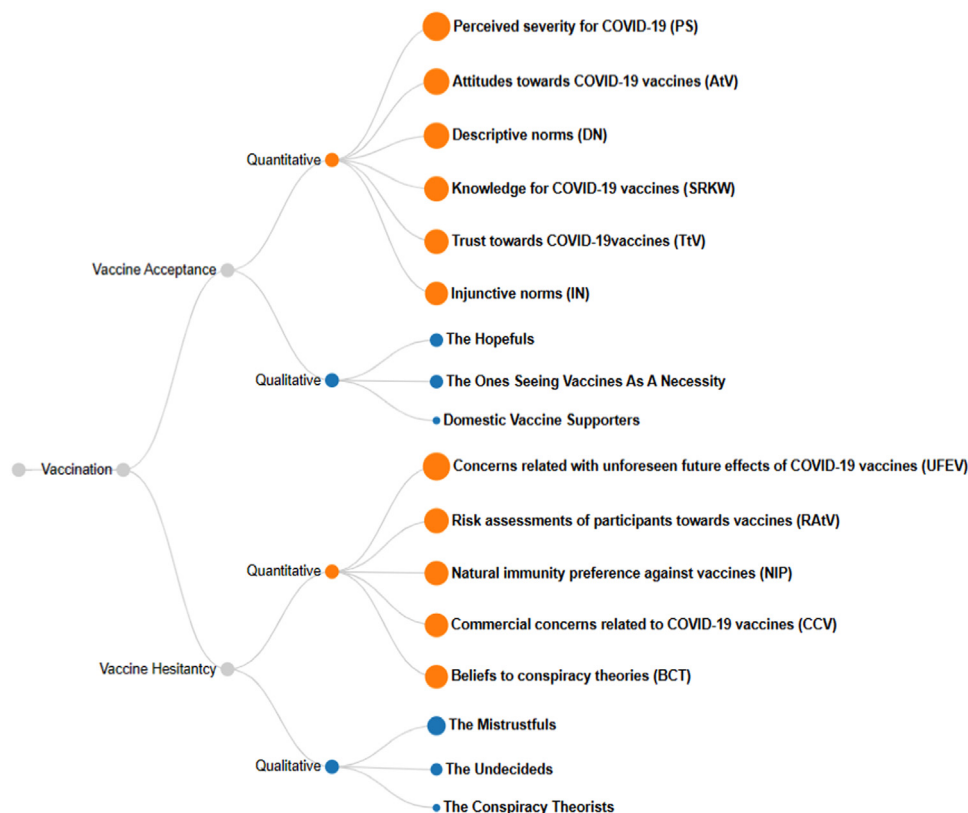 Perceived severity for COVID-19 (PS)
Attitudes towards COVID-19 vaccines (AtV)
Descriptive norms (DN)
Quantitative
Knowledge for COVID-19 vaccines (SRKW)
Trust towards COVID-19vaccines (TtV)
Vaccine Acceptance
Injunctive norms (IN)
The Hopefuls
Qualitative
The Ones Seeing Vaccines As A Necessity
Domestic Vaccine Supporters
Vaccination
Concerns related with unforeseen future effects of COVID-19 vaccines (UFEV)
Risk assessments of participants towards vaccines (RAtV)
Quantitative
Natural immunity preference against vaccines (NIP)
Commercial concerns related to COVID-19 vaccines (CCV)
Vaccine Hesitantcy
Beliefs to conspiracy theories (BCT)
The Mistrustfuls
Qualitative
The Undecideds
The Conspiracy Theorists